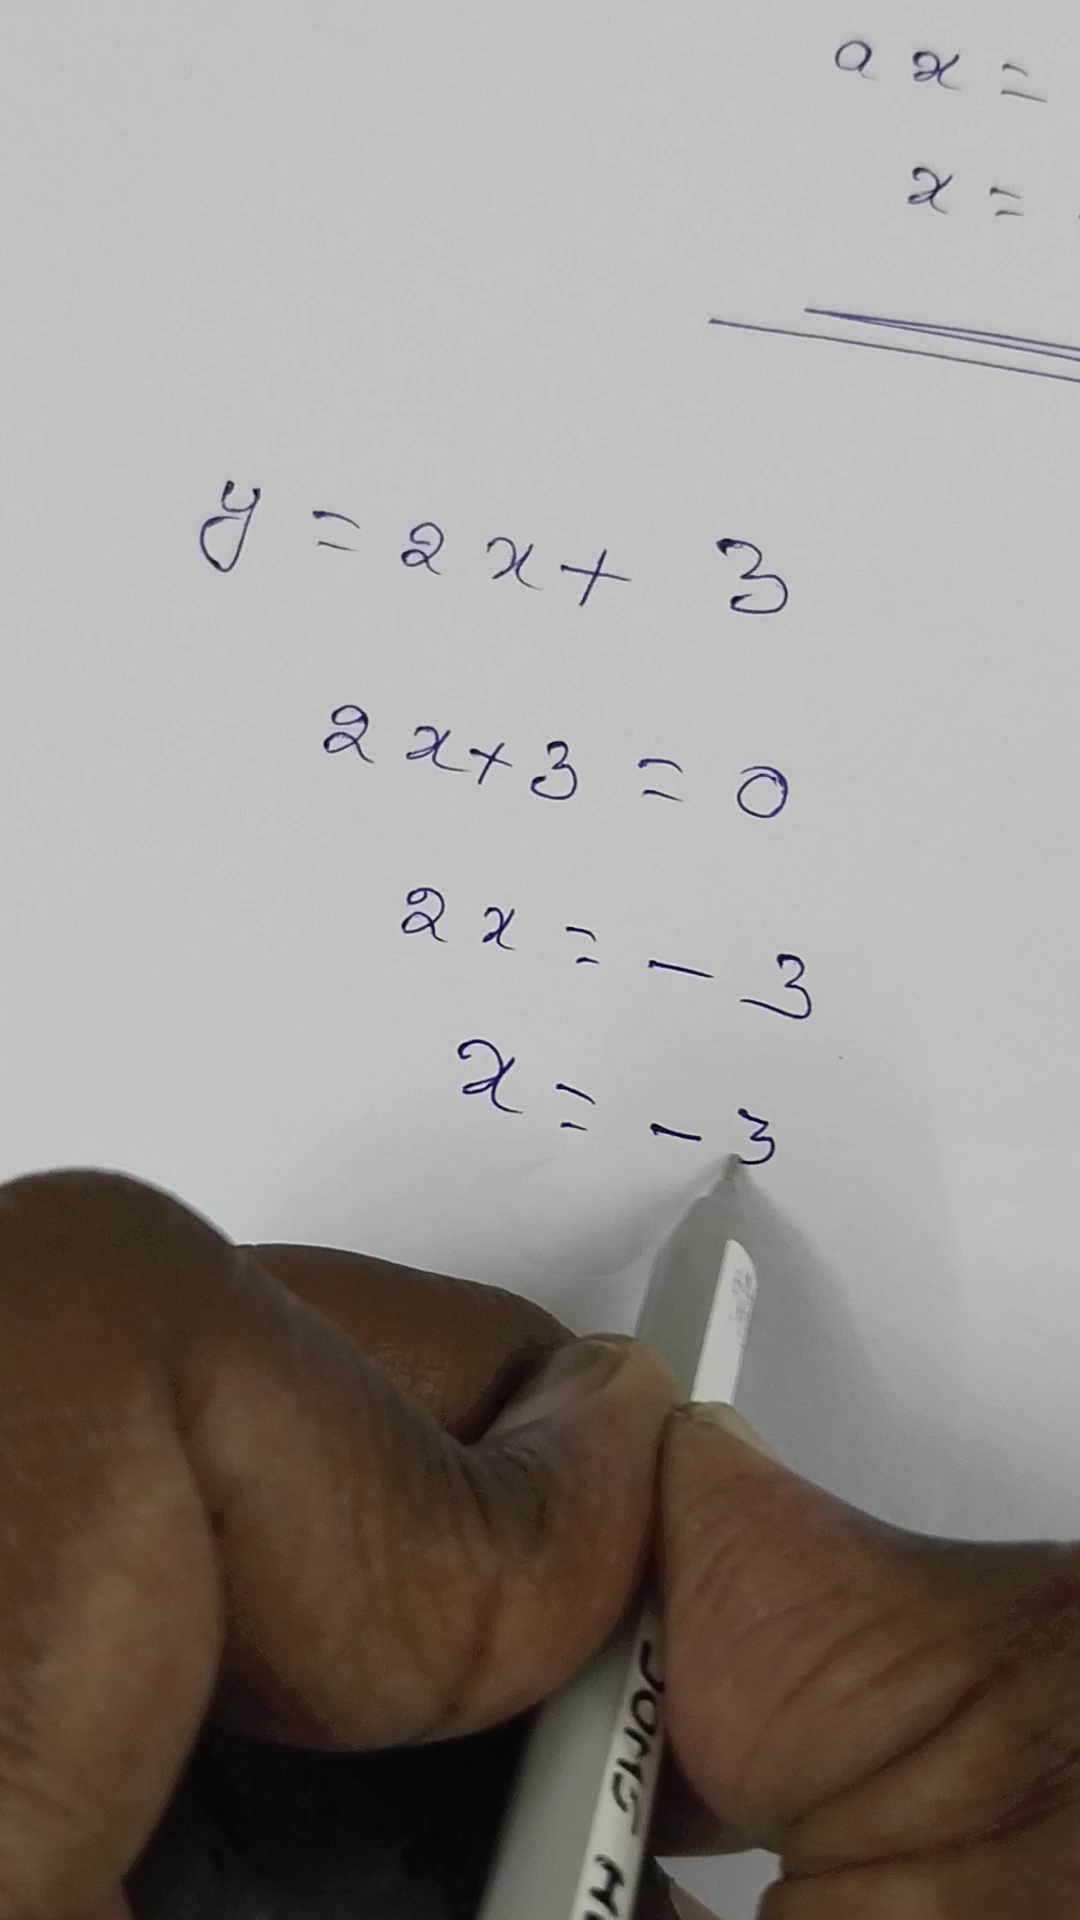 a x =
x =
y = 2x + 3
2x + 3 = 0
2x = - 3
x = - 3